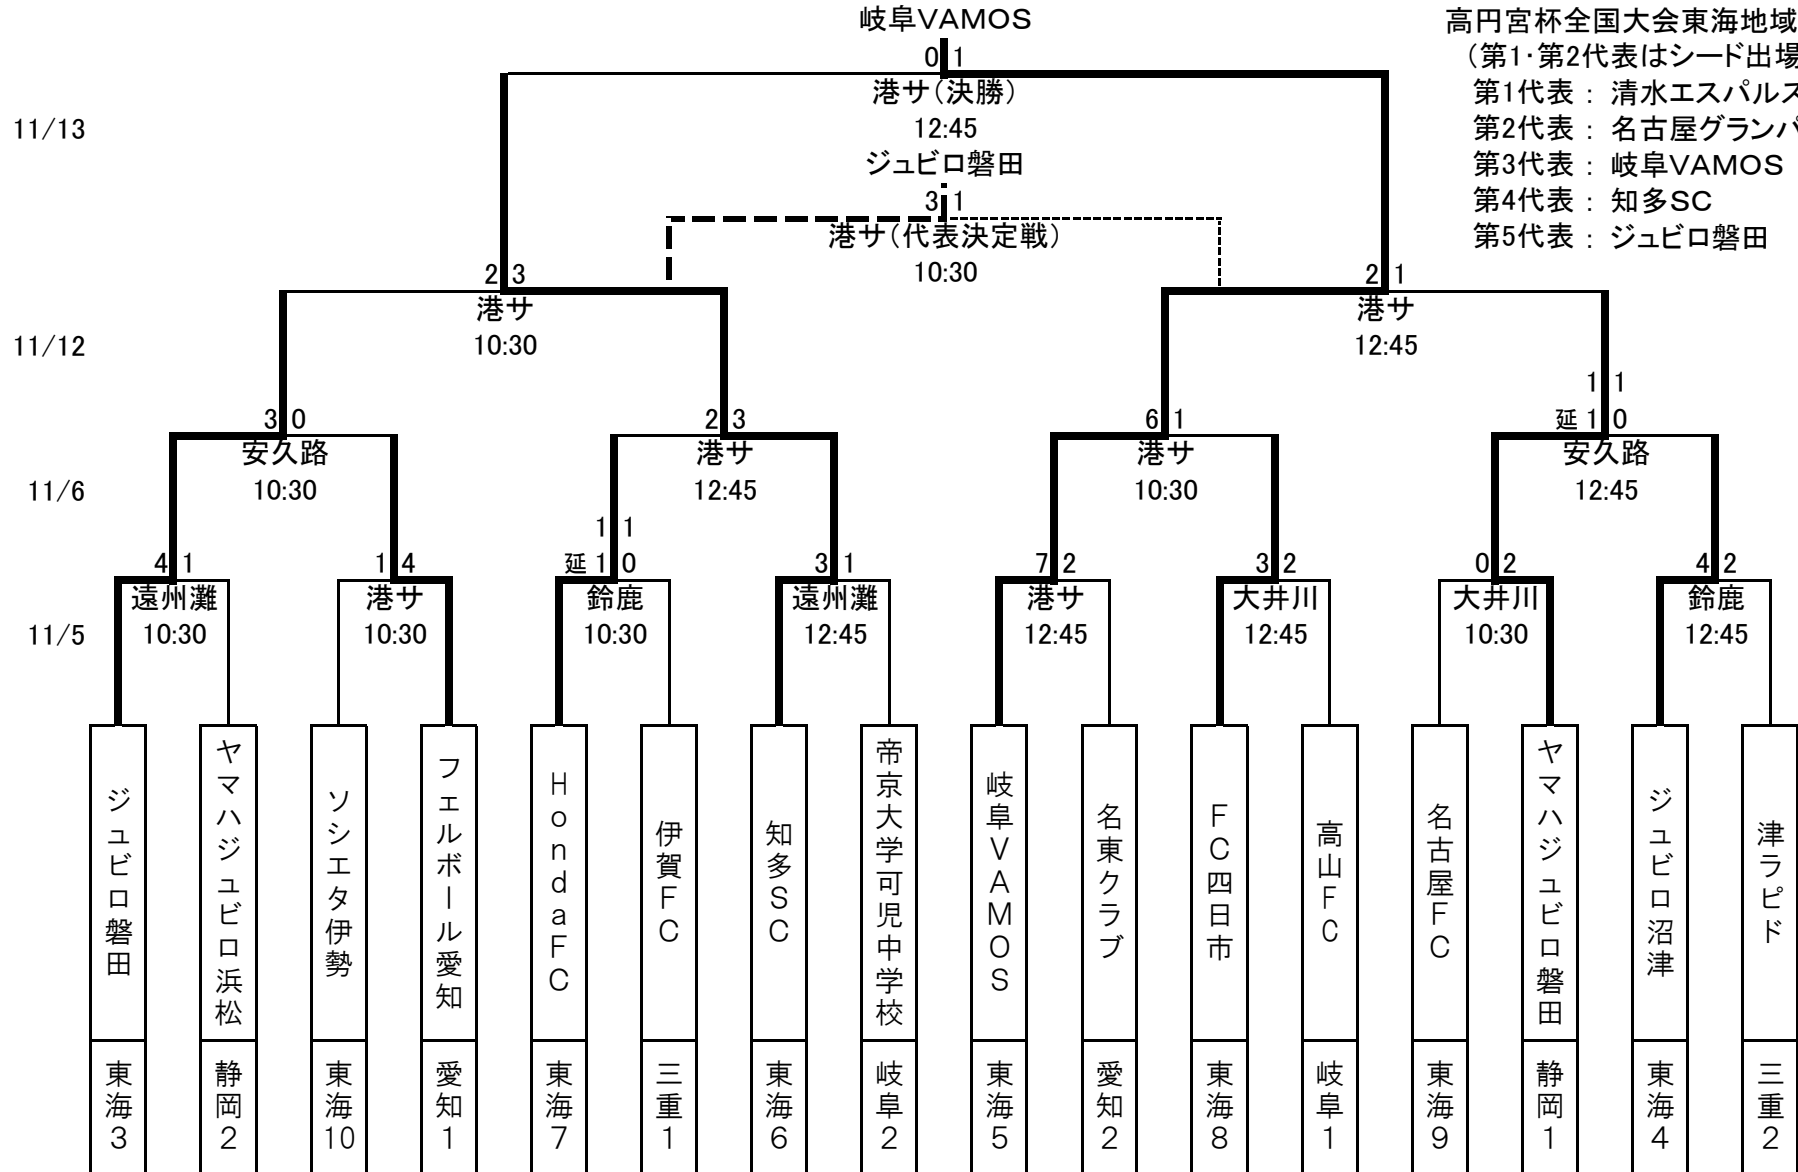 岐阜VAMOS
高円宮杯全国大会東海地域
0 1
(第1・第2代表はシード出場
港サ(決勝)
第1代表 : 清水エスパルス
11/13
12:45
第2代表 : 名古屋グランパ
ジュビロ磐田
第3代表 : 岐阜VAMOS
3 1
第4代表 : 知多SC
港サ(代表決定戦)
第5代表 : ジュビロ磐田
10:30
2 3
2 1
港サ
港サ
11/12
10:30
12:45
1 1
3 0
2 3
6 1
延 1 0
安久路
港サ
港サ
安久路
11/6
10:30
12:45
10:30
12:45
1 1
4 1
1 4
延 1 0
3 1
7 2
3 2
0 2
4 2
遠州灘
港サ
鈴鹿
遠州灘
港サ
大井川
大井川
鈴鹿
11/5
10:30
10:30
10:30
12:45
12:45
12:45
10:30
12:45
ジュビロ磐田
ヤマハジュビロ浜松
ソシエタ伊勢
フェルボール愛知
HondaFC
伊賀FC
知多SC
帝京大学可児中学校
岐阜VAMOS
名東クラブ
FC四日市
高山FC
名古屋FC
ヤマハジュビロ磐田
ジュビロ沼津
津ラピド
東海3
静岡2
東海10
愛知1
東海7
三重1
東海6
岐阜2
東海5
愛知2
東海8
岐阜1
東海9
静岡1
東海4
三重2